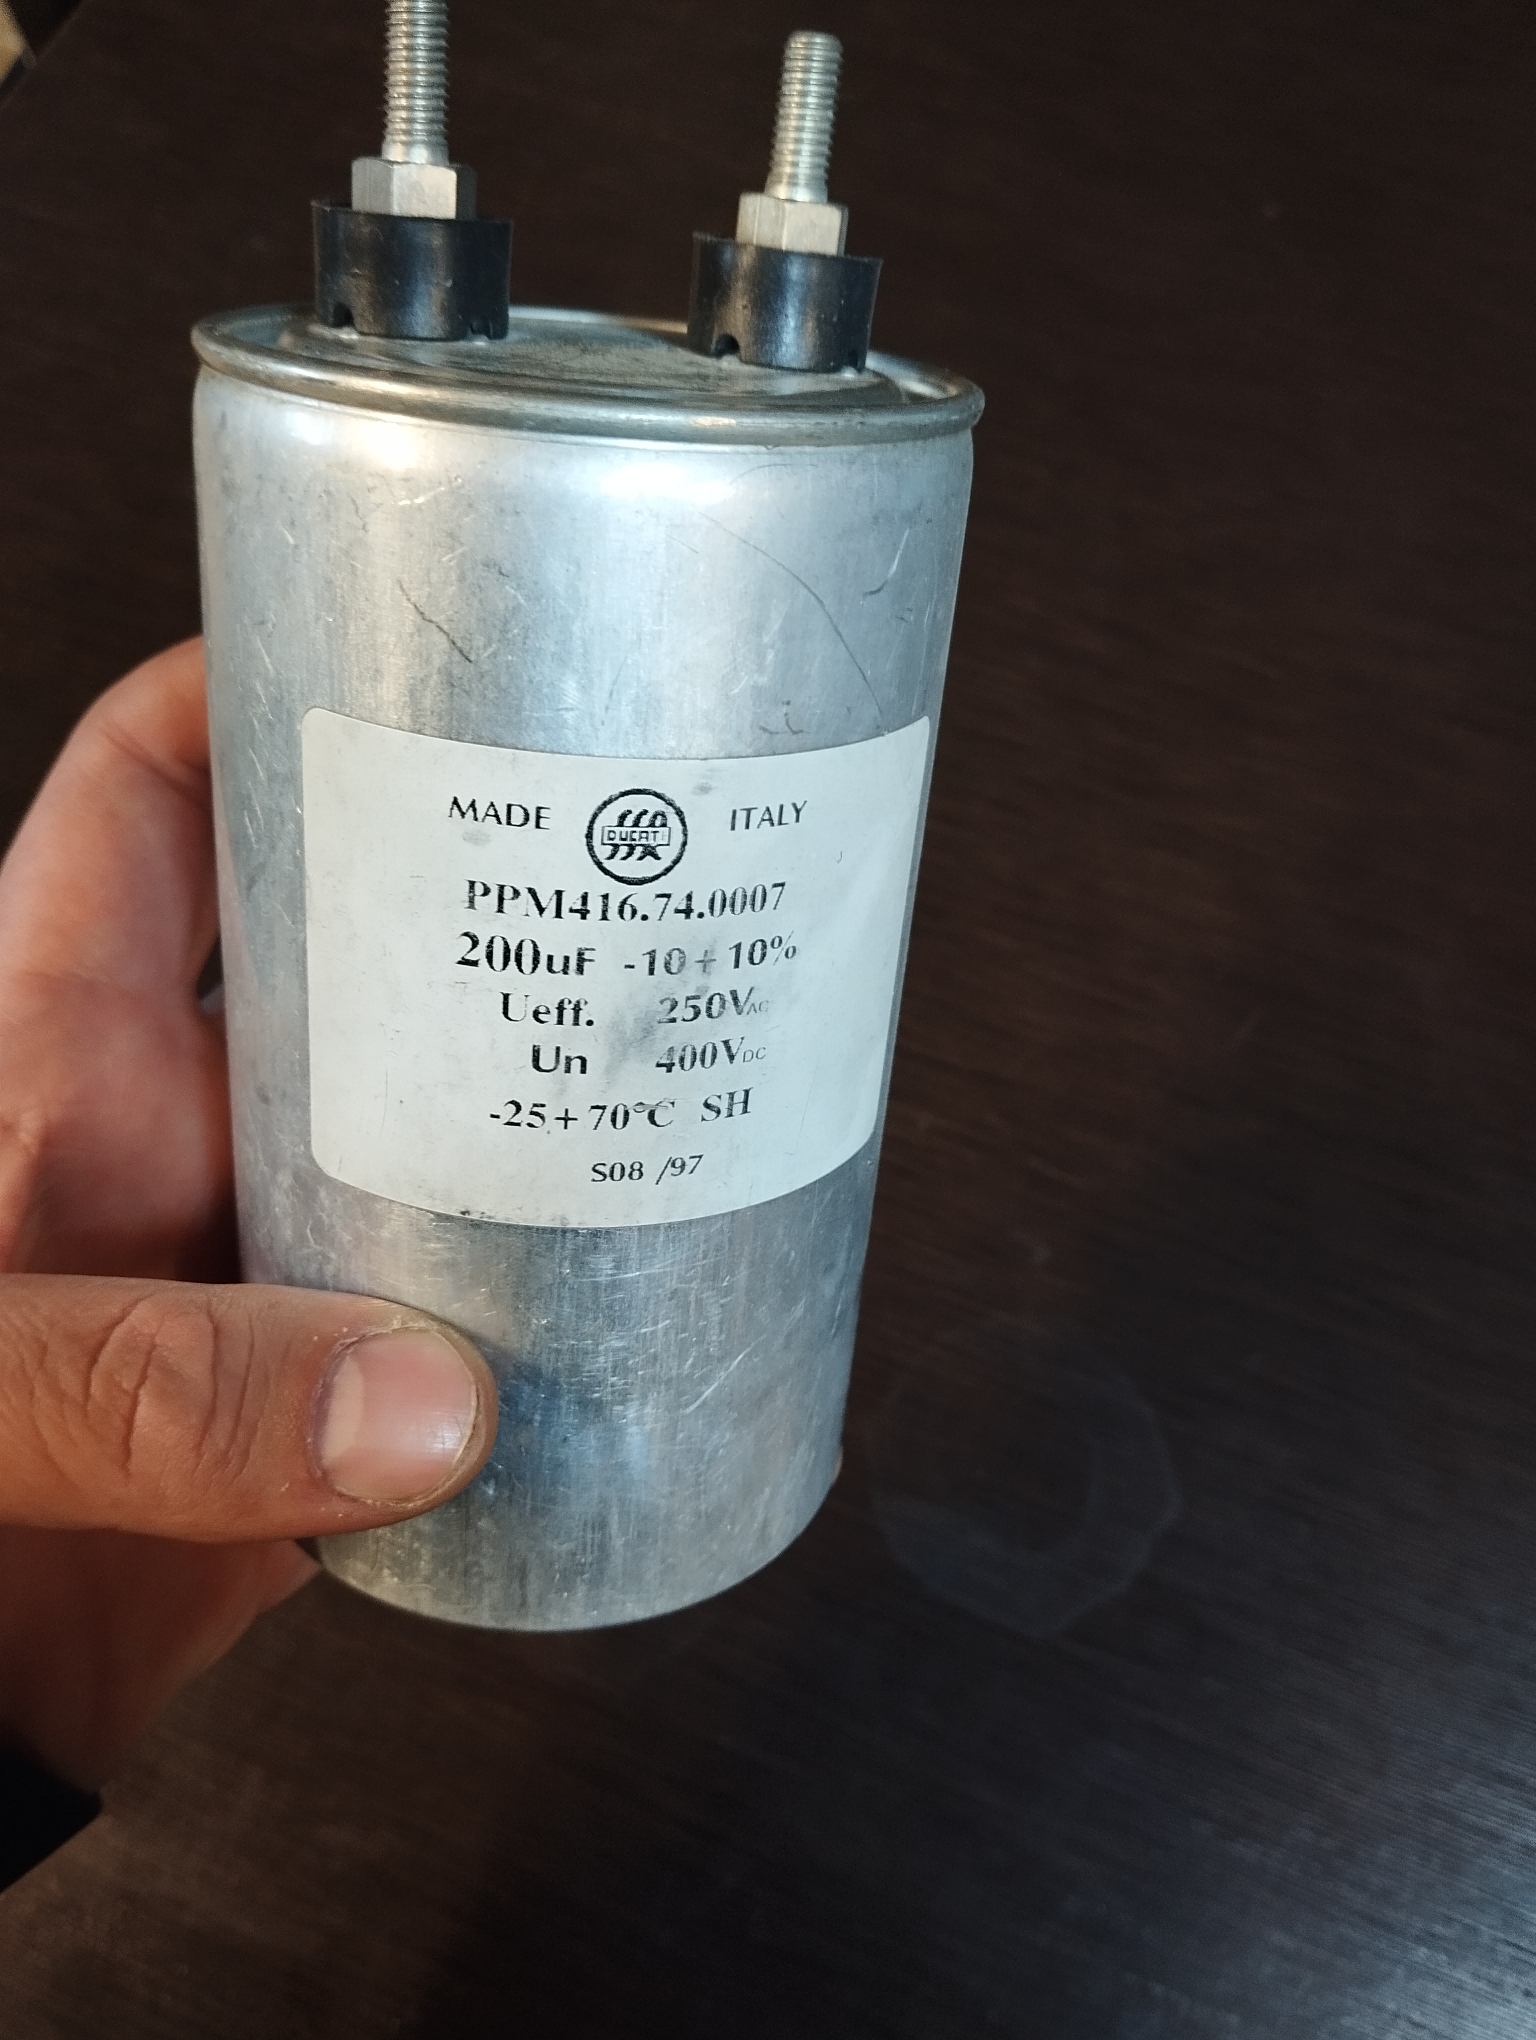 MADE DUCATI ITALY
PPM416.74.0007
200uF -10+10%
Ueff. 250VAC
Un 400VDC
-25+70°C SH
S08 /97